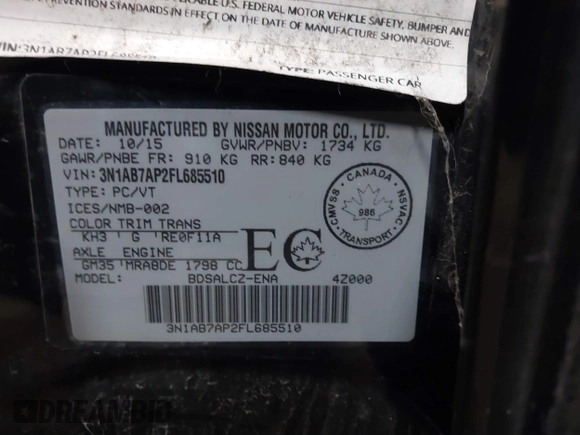 U.S. FEDERAL MOTOR VEHICLE SAFETY, BUMPER AND
PREVENTION STANDARDS IN EFFECT ON THE DATE OF MANUFACTURE SHOWN ABOVE.
VIN:3N1AB7AP2FL685510
TYPE: PASSENGER CAR
MANUFACTURED BY NISSAN MOTOR CO., LTD.
DATE: 10/15 GVWR/PNBV: 1734 KG
GAWR/PNBE FR: 910 KG RR: 840 KG
VIN: 3N1AB7AP2FL685510
TYPE: PC/VT
ICES/NMB-002
COLOR TRIM TRANS
KH3 G RE0F11A
AXLE ENGINE
GM35 MRA8DE 1798 CC
MODEL: BDSALCZ-ENA 4Z000
EC
CANADA
CMVSS 986 NSVAC
TRANSPORT
3N1AB7AP2FL685510
DREAMBID